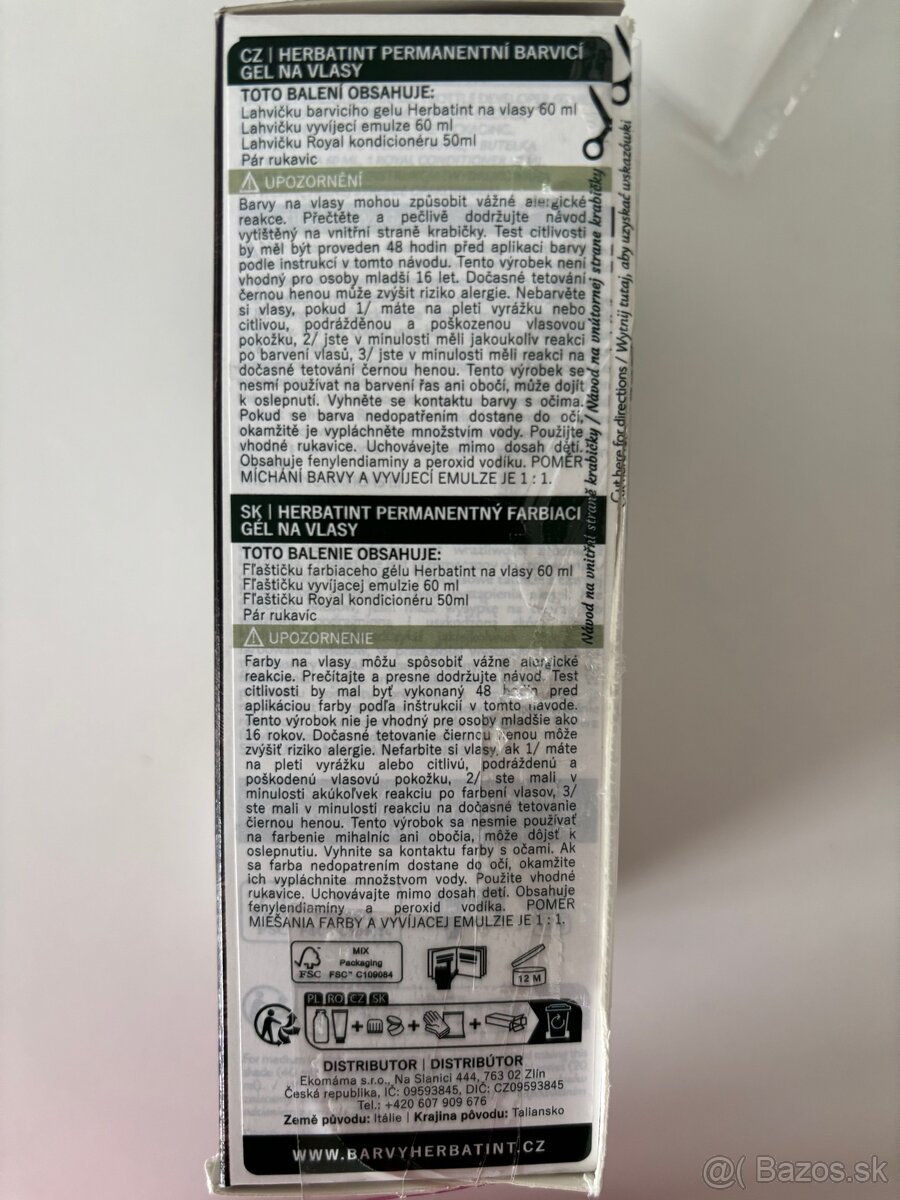 CZ | HERBATINT PERMANENTNÍ BARVICÍ
GEL NA VLASY
TOTO BALENÍ OBSAHUJE:
Lahvičku barvicího gelu Herbatint na vlasy 60 ml
Lahvičku vyvíjecí emulze 60 ml
Lahvičku Royal kondicionéru 50ml
Pár rukavic
UPOZORNĚNÍ
Barvy na vlasy mohou způsobit vážné alergické
reakce. Přečtěte a pečlivě dodržujte návod
vytištěný na vnitřní straně krabičky. Test citlivosti
by měl být proveden 48 hodin před aplikací barvy
podle instrukcí v tomto návodu. Tento výrobek není
vhodný pro osoby mladší 16 let. Dočasné tetování
černou henou může zvýšit riziko alergie. Nebarvěte
si vlasy, pokud 1/ máte na pleti vyrážku nebo
citlivou, podrážděnou a poškozenou vlasovou
pokožku, 2/ jste v minulosti měli jakoukoliv reakci
po barvení vlasů, 3/ jste v minulosti měli reakci na
dočasné tetování černou henou. Tento výrobek se
nesmí používat na barvení řas ani obočí, může dojít
k oslepnutí. Vyhněte se kontaktu barvy s očima.
Pokud se barva nedopatřením dostane do očí,
okamžitě je vypláchněte množstvím vody. Použijte
vhodné rukavice. Uchovávejte mimo dosah dětí.
Obsahuje fenylendiaminy a peroxid vodíku. POMĚR
MÍCHÁNÍ BARVY A VYVÍJECÍ EMULZE JE 1 : 1.
SK | HERBATINT PERMANENTNÝ FARBIACI
GÉL NA VLASY
TOTO BALENIE OBSAHUJE:
Fľaštičku farbiaceho gélu Herbatint na vlasy 60 ml
Fľaštičku vyvíjacej emulzie 60 ml
Fľaštičku Royal kondicionéru 50ml
Pár rukavíc
UPOZORNENIE
Farby na vlasy môžu spôsobiť vážne alergické
reakcie. Prečítajte a presne dodržujte návod. Test
citlivosti by mal byť vykonaný 48 hodín pred
aplikáciou farby podľa inštrukcií v tomto návode.
Tento výrobok nie je vhodný pre osoby mladšie ako
16 rokov. Dočasné tetovanie čiernou henou môže
zvýšiť riziko alergie. Nefarbite si vlasy, ak 1/ máte
na pleti vyrážku alebo citlivú, podráždenú a
poškodenú vlasovú pokožku, 2/ ste mali v
minulosti akúkoľvek reakciu po farbení vlasov, 3/
ste mali v minulosti reakciu na dočasné tetovanie
čiernou henou. Tento výrobok sa nesmie používať
na farbenie mihalníc ani obočia, môže dôjsť k
oslepnutiu. Vyhnite sa kontaktu farby s očami. Ak
sa farba nedopatrením dostane do očí, okamžite
ich vypláchnite množstvom vody. Použite vhodné
rukavice. Uchovávajte mimo dosah detí. Obsahuje
fenylendiamíny a peroxid vodíka. POMER
MIEŠANIA FARBY A VYVÍJACEJ EMULZIE JE 1 : 1.
MIX
Packaging
FSC FSC™ C109084
12 M
PL RO CZ SK
DISTRIBUTOR | DISTRIBÚTOR
Ekomáma s.r.o., Na Slanici 444, 763 02 Zlín
Česká republika, IČ: 09593845, DIČ: CZ09593845
Tel.: +420 607 909 676
Země původu: Itálie | Krajina pôvodu: Taliansko
WWW.BARVYHERBATINT.CZ
Návod na vnitřní straně krabičky / Návod na vnútornej strane krabičky
Cut here for directions / Wytnij tutaj, aby uzyskać wskazówki
@( Bazos.sk